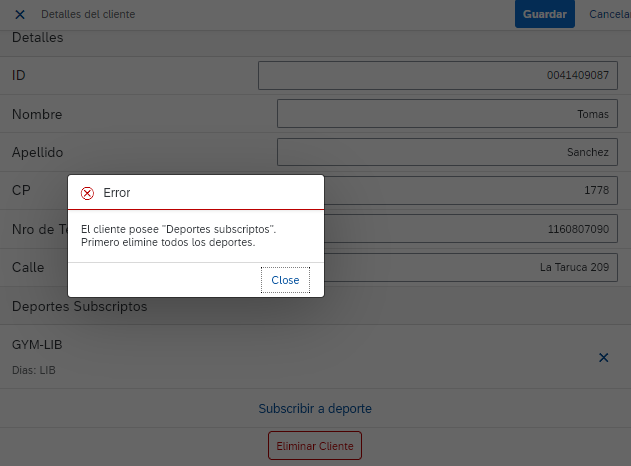 Detalles del cliente
Guardar
Cancelar
Detalles
ID
0041409087
Nombre
Tomas
Apellido
Sanchez
CP
1778
Nro de Te
1160807090
Calle
La Taruca 209
Error
El cliente posee "Deportes subscriptos".
Primero elimine todos los deportes.
Close
Deportes Subscriptos
GYM-LIB
Dias: LIB
Subscribir a deporte
Eliminar Cliente